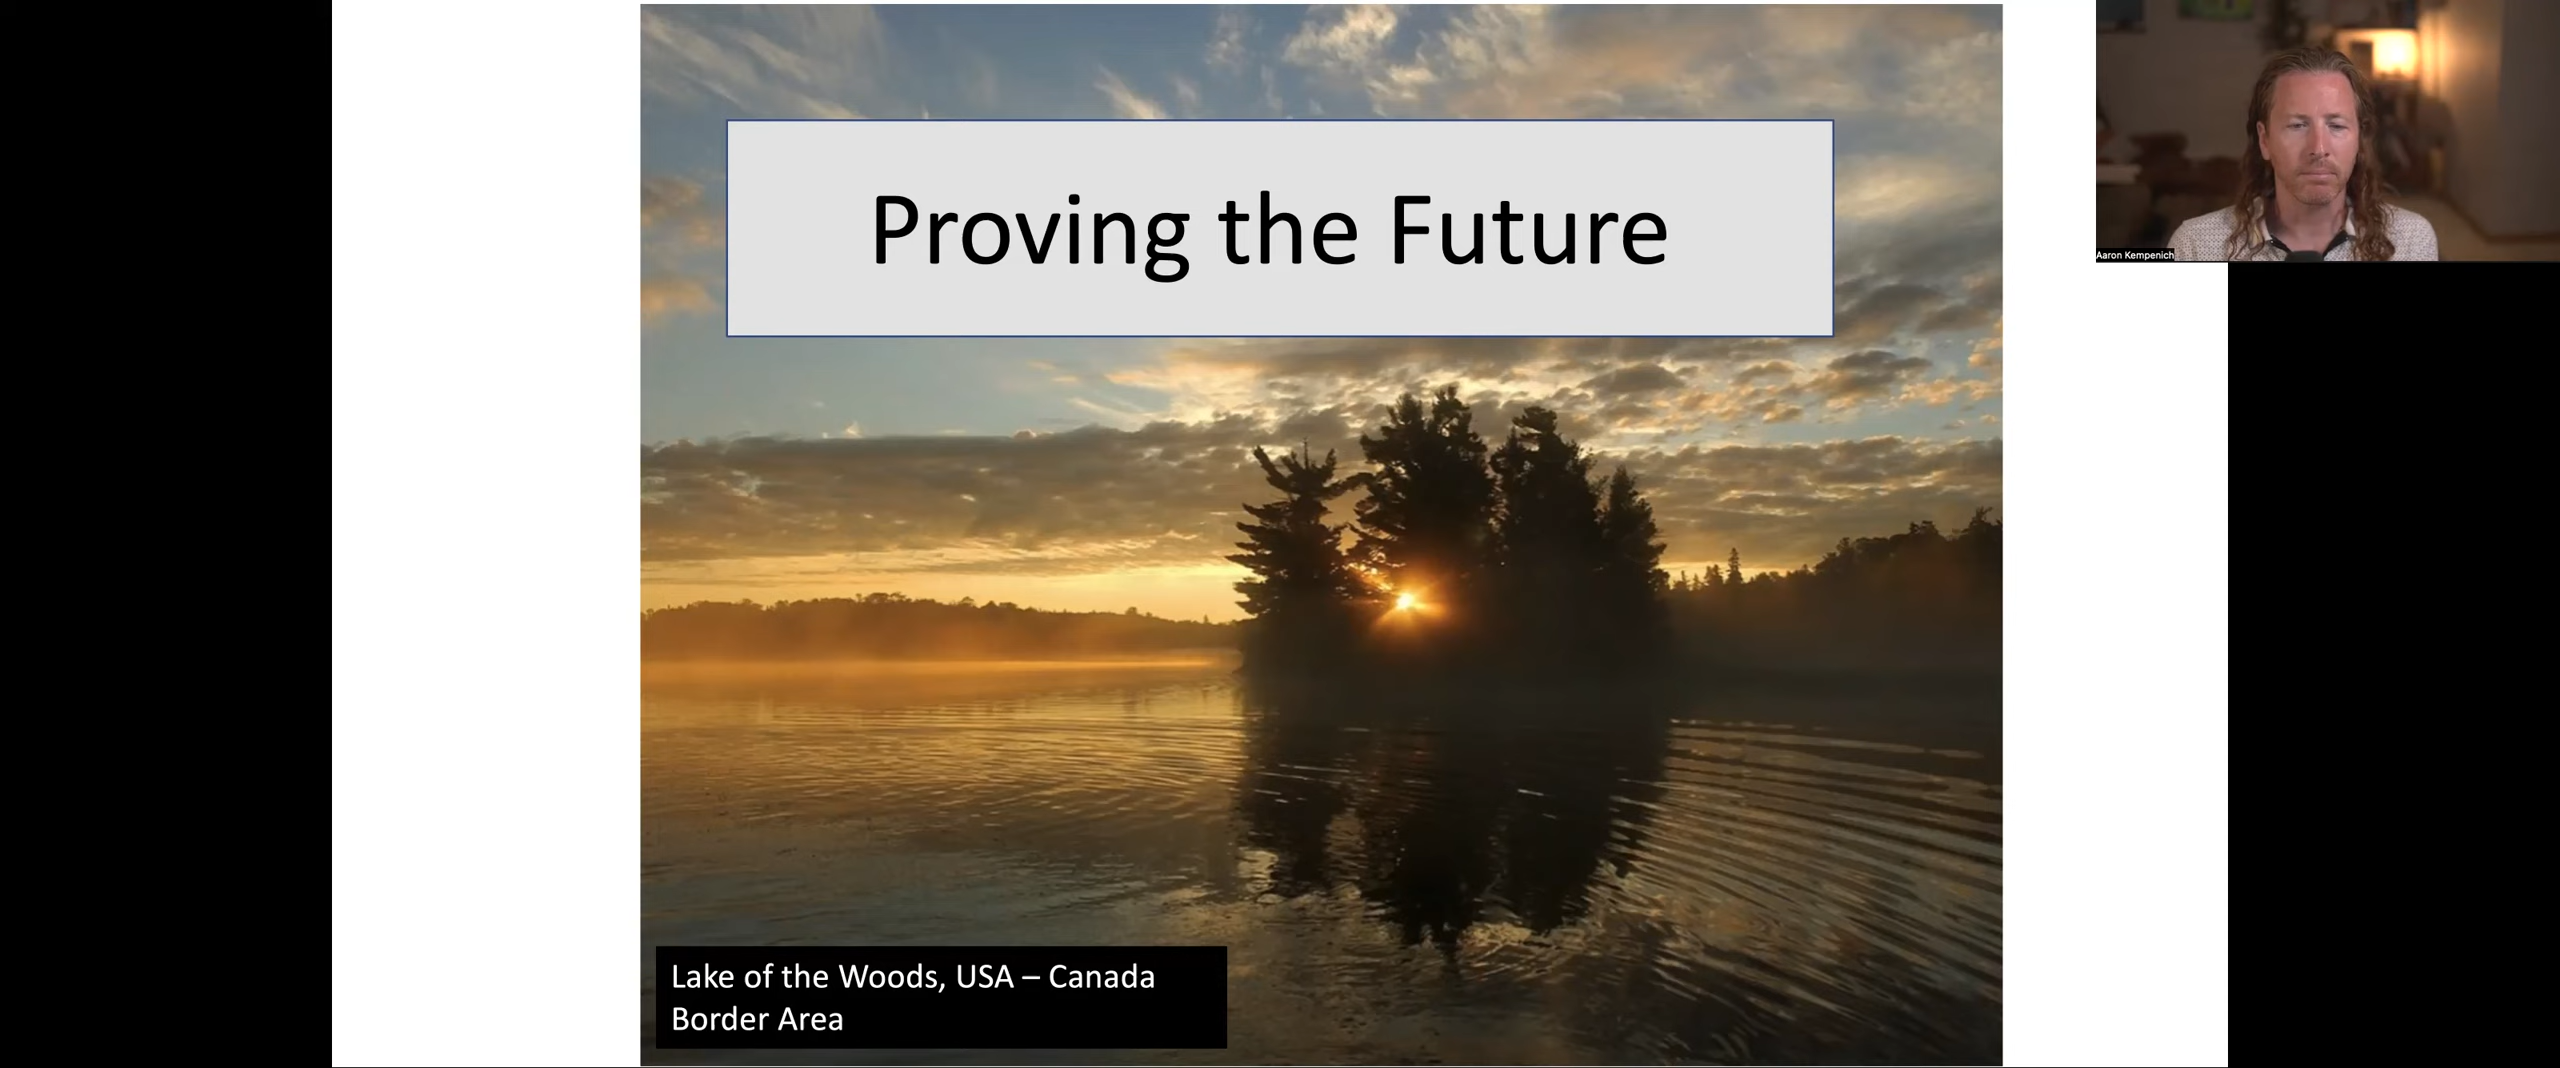 Proving the Future
Aaron Kempenich
Lake of the Woods, USA – Canada
Border Area